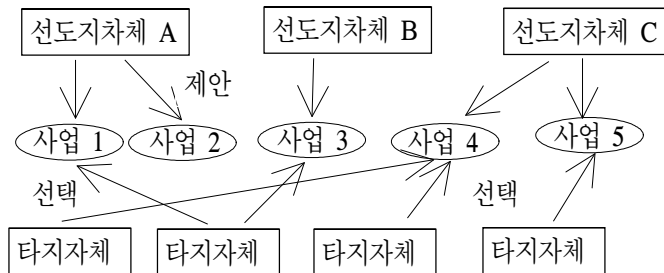 선도지차체 A
선도지차체 B
선도지차체 C
제안
사업 1
사업 2
사업 3
사업 4
사업 5
선택
선택
타지자체
타지자체
타지자체
타지자체